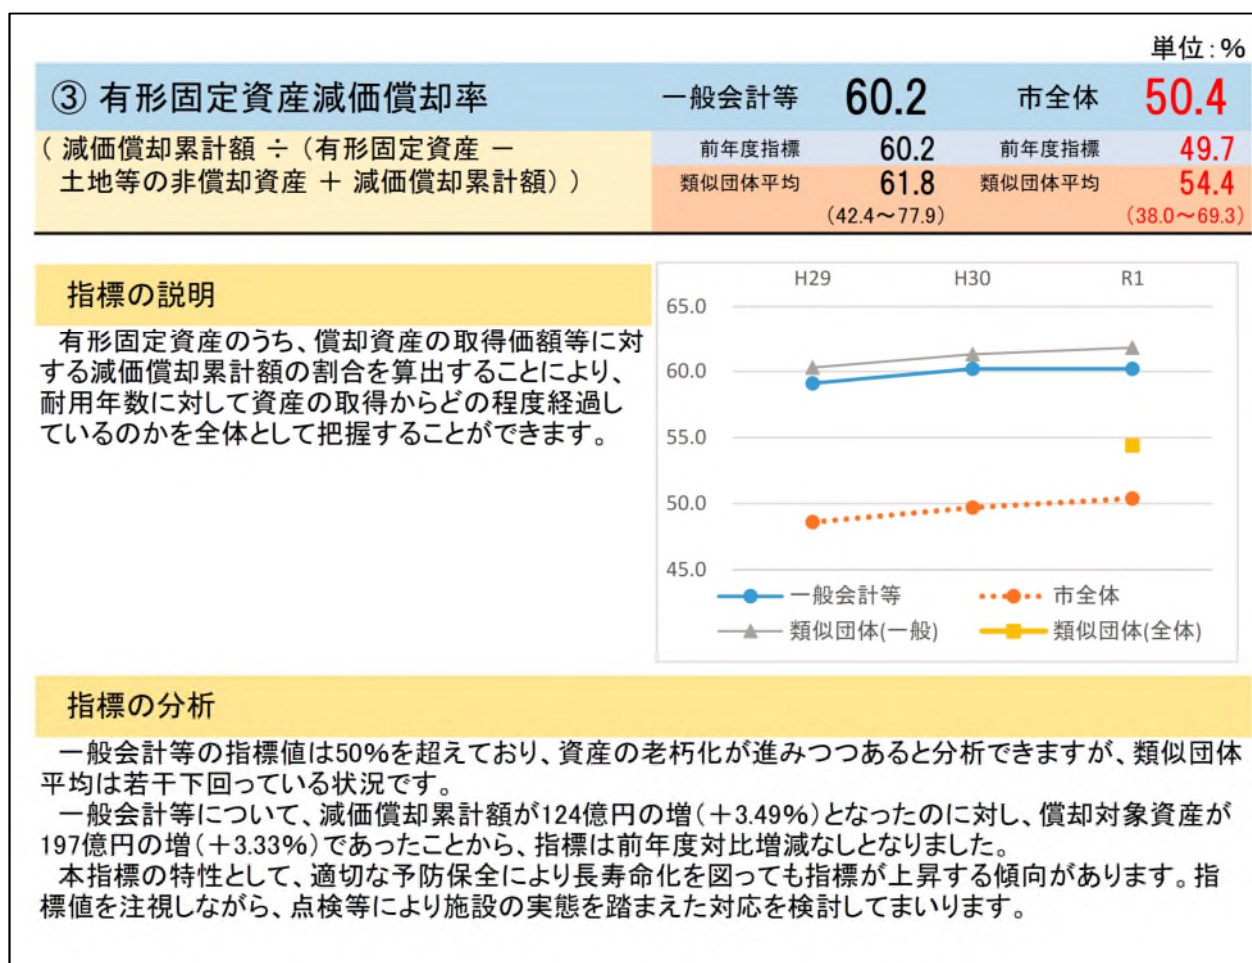 単位:%
③ 有形固定資産減価償却率 一般会計等 60.2 市全体 50.4
( 減価償却累計額 ÷ (有形固定資産 - 前年度指標 60.2 前年度指標 49.7
土地等の非償却資産 + 減価償却累計額) ) 類似団体平均 61.8 類似団体平均 54.4
(42.4~77.9) (38.0~69.3)
指標の説明
有形固定資産のうち、償却資産の取得価額等に対
する減価償却累計額の割合を算出することにより、
耐用年数に対して資産の取得からどの程度経過し
ているのかを全体として把握することができます。
H29 H30 R1
65.0
60.0
55.0
50.0
45.0
一般会計等 市全体
類似団体(一般) 類似団体(全体)
指標の分析
一般会計等の指標値は50%を超えており、資産の老朽化が進みつつあると分析できますが、類似団体
平均は若干下回っている状況です。
一般会計等について、減価償却累計額が124億円の増(+3.49%)となったのに対し、償却対象資産が
197億円の増(+3.33%)であったことから、指標は前年度対比増減なしとなりました。
本指標の特性として、適切な予防保全により長寿命化を図っても指標が上昇する傾向があります。指
標値を注視しながら、点検等により施設の実態を踏まえた対応を検討してまいります。